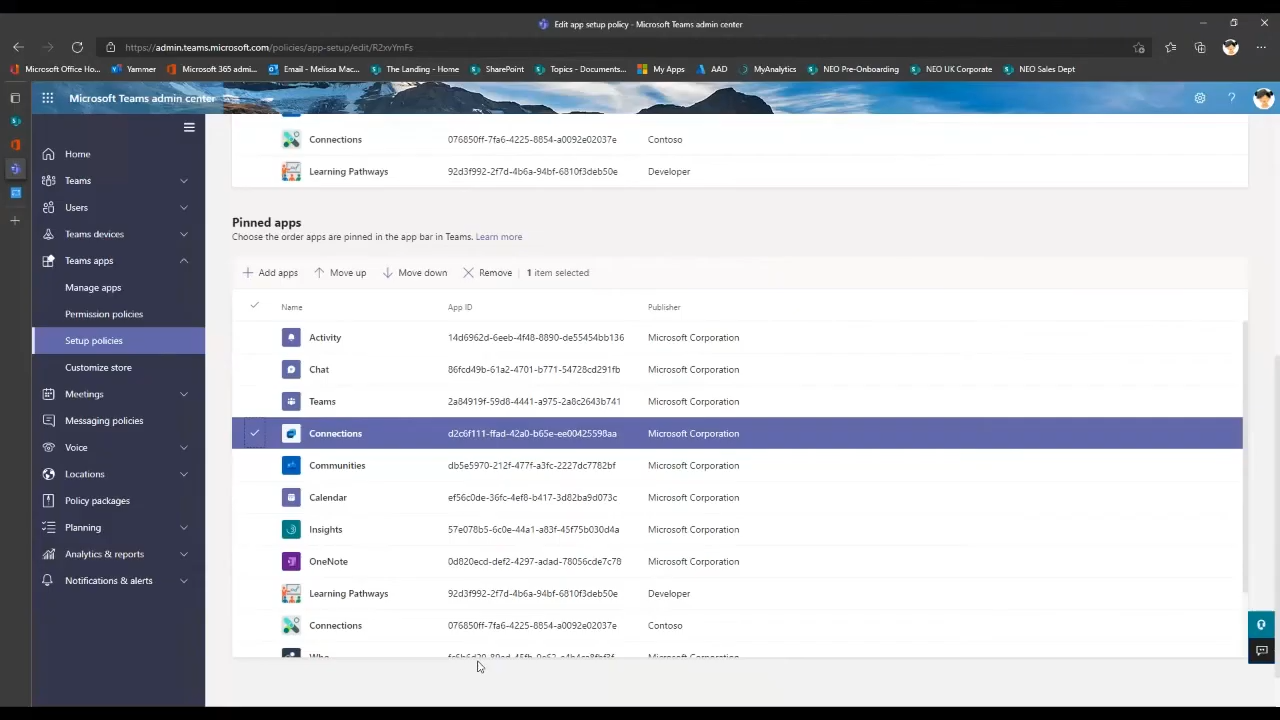 Edit app setup policy - Microsoft Teams admin center
https://admin.teams.microsoft.com/policies/app-setup/edit/R2xvYmFs
Microsoft Office Ho...
Yammer
Microsoft 365 admi...
Email - Melissa Mac...
The Landing - Home
SharePoint
Topics - Documents...
My Apps
AAD
MyAnalytics
NEO Pre-Onboarding
NEO UK Corporate
NEO Sales Dept
Microsoft Teams admin center
Home
Teams
Users
Teams devices
Teams apps
Manage apps
Permission policies
Setup policies
Customize store
Meetings
Messaging policies
Voice
Locations
Policy packages
Planning
Analytics & reports
Notifications & alerts
Connections 076850ff-7fa6-4225-8854-a0092e02037e Contoso
Learning Pathways 92d3f992-2f7d-4b6a-94bf-6810f3deb50e Developer
Pinned apps
Choose the order apps are pinned in the app bar in Teams. Learn more
Add apps Move up Move down Remove 1 item selected
Name App ID Publisher
Activity 14d6962d-6eeb-4f48-8890-de55454bb136 Microsoft Corporation
Chat 86fcd49b-61a2-4701-b771-54728cd291fb Microsoft Corporation
Teams 2a84919f-59d8-4441-a975-2a8c2643b741 Microsoft Corporation
Connections d2c6f111-ffad-42a0-b65e-ee00425598aa Microsoft Corporation
Communities db5e5970-212f-477f-a3fc-2227dc7782bf Microsoft Corporation
Calendar ef56c0de-36fc-4ef8-b417-3d82ba9d073c Microsoft Corporation
Insights 57e078b5-6c0e-44a1-a83f-45f75b030d4a Microsoft Corporation
OneNote 0d820ecd-def2-4297-adad-78056cde7c78 Microsoft Corporation
Learning Pathways 92d3f992-2f7d-4b6a-94bf-6810f3deb50e Developer
Connections 076850ff-7fa6-4225-8854-a0092e02037e Contoso
Who Microsoft Corporation